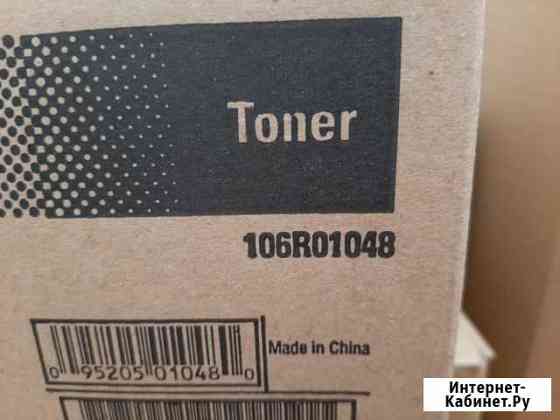 Toner
106R01048
Made in China
0 95205 01048 0
Интернет-
Кабинет.Ру